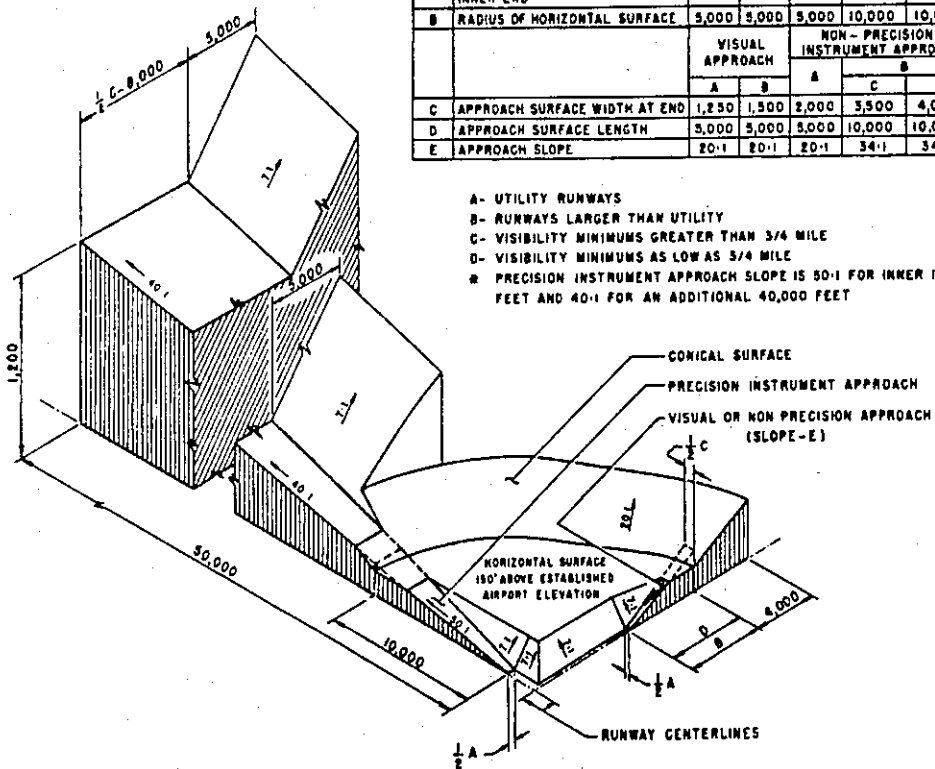 INNER END
B RADIUS OF HORIZONTAL SURFACE 5,000 5,000 5,000 10,000
VISUAL APPROACH NON-PRECISION INSTRUMENT
A B A B
C
C APPROACH SURFACE WIDTH AT END 1,250 1,500 2,000 3,500
D APPROACH SURFACE LENGTH 5,000 5,000 5,000 10,000
E APPROACH SLOPE 20:1 20:1 20:1 34:1
A- UTILITY RUNWAYS
B- RUNWAYS LARGER THAN UTILITY
C- VISIBILITY MINIMUMS GREATER THAN 3/4 MILE
D- VISIBILITY MINIMUMS AS LOW AS 3/4 MILE
* PRECISION INSTRUMENT APPROACH SLOPE IS 50:1 FOR INNER
FEET AND 40:1 FOR AN ADDITIONAL 40,000 FEET
5,000
½ C-8,000
7:1
40:1
5,000
1,200
7:1
40:1
50,000
10,000
50:1
7:1
7:1
7:1
7:1
20:1
CONICAL SURFACE
PRECISION INSTRUMENT APPROACH
VISUAL OR NON PRECISION APPROACH
(SLOPE-E)
½ C
HORIZONTAL SURFACE
150' ABOVE ESTABLISHED
AIRPORT ELEVATION
4,000
D
B
½ A
½ A
RUNWAY CENTERLINES